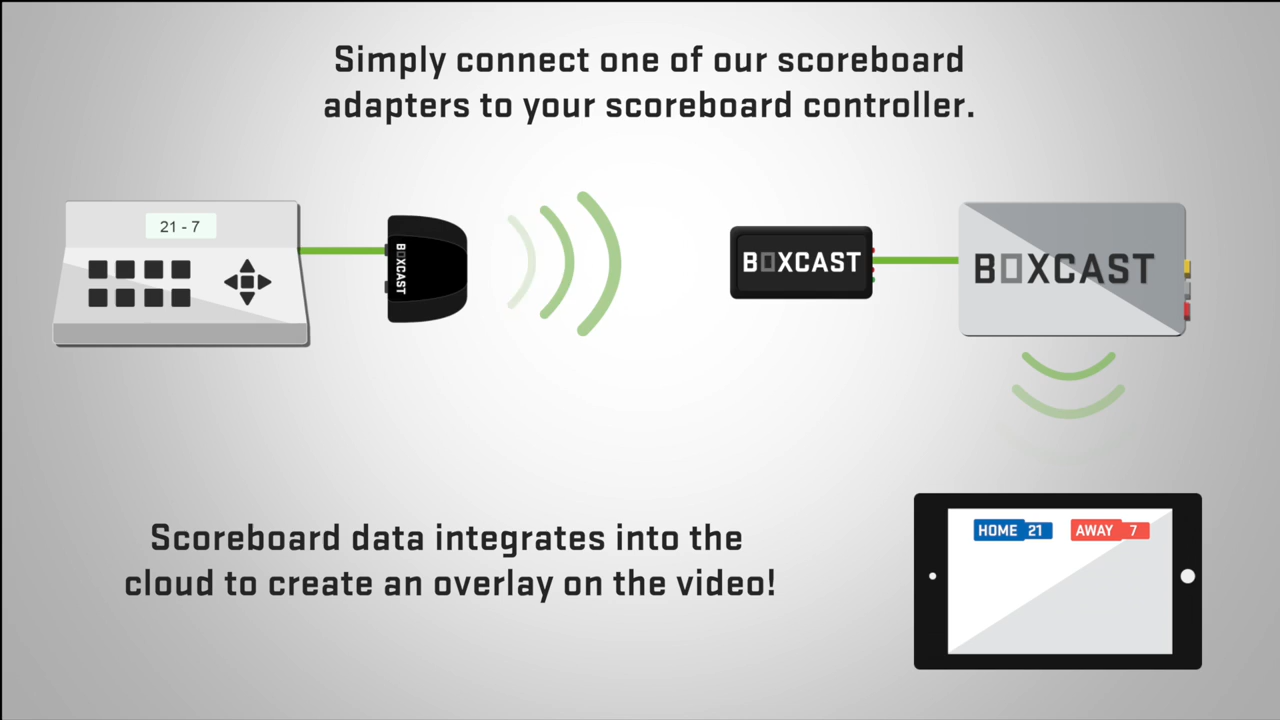 Simply connect one of our scoreboard
adapters to your scoreboard controller.
21 - 7
BOXCAST
BOXCAST
BOXCAST
HOME 21 AWAY 7
Scoreboard data integrates into the
cloud to create an overlay on the video!